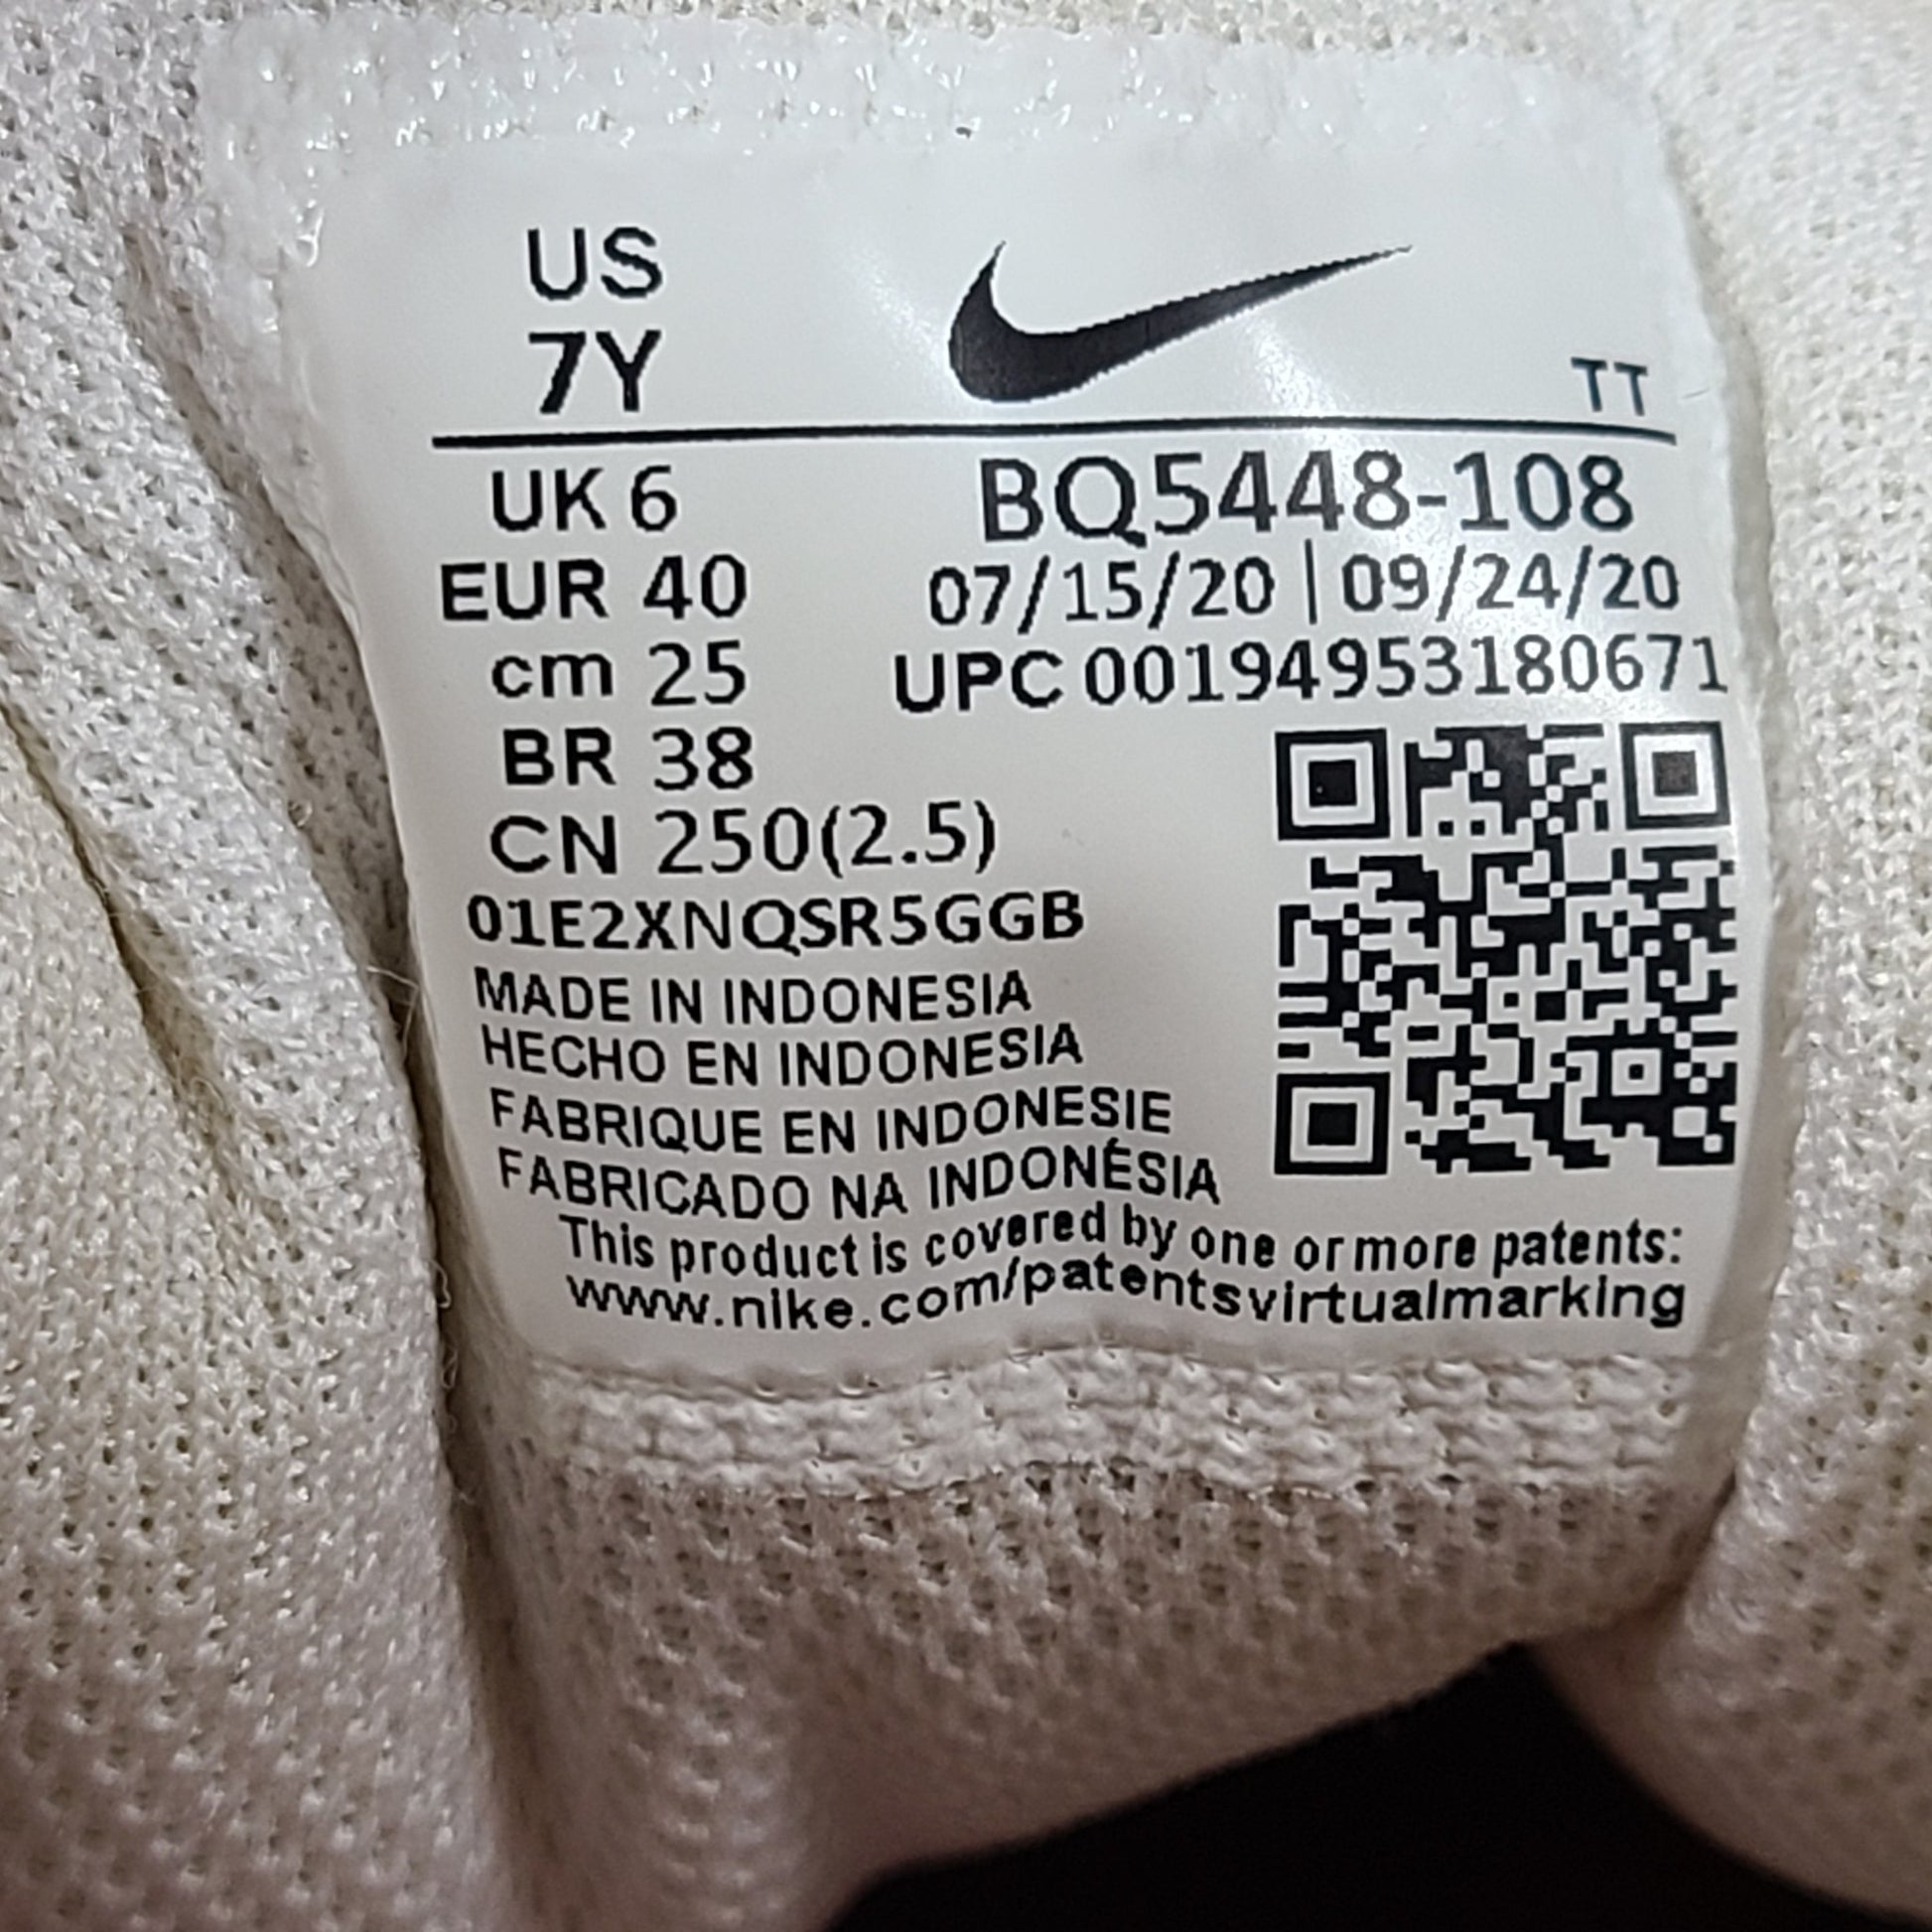 US
7Y
TT
UK 6
BQ5448-108
EUR 40
07/15/20 | 09/24/20
cm 25
UPC 00194953180671
BR 38
CN 250(2.5)
01E2XNQSR5GGB
MADE IN INDONESIA
HECHO EN INDONESIA
FABRIQUE EN INDONESIE
FABRICADO NA INDONÉSIA
This product is covered by one or more patents:
www.nike.com/patentsvirtualmarking